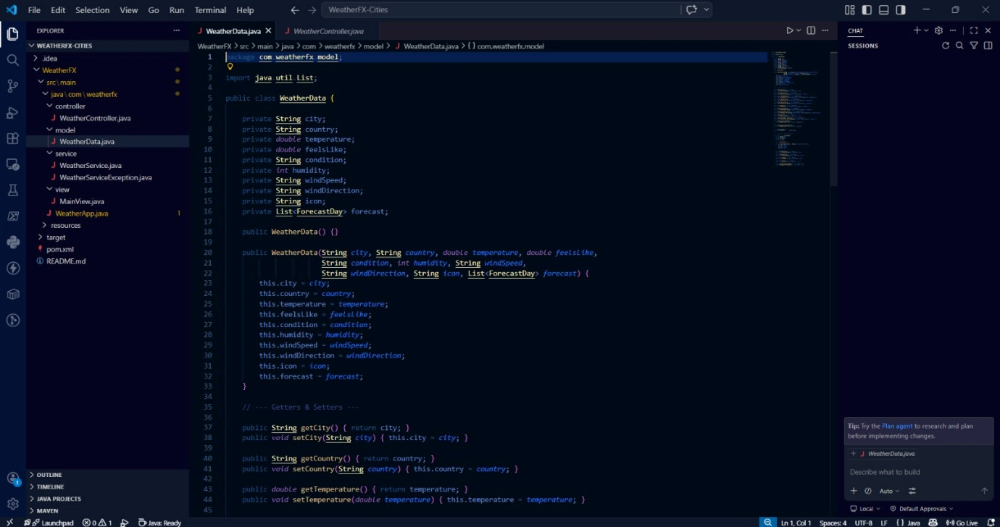 File Edit Selection View Go Run Terminal Help
WeatherFX-Cities
EXPLORER
WEATHERFX-CITIES
.idea
WeatherFX
src\main
java\com\weatherfx
controller
WeatherController.java
model
WeatherData.java
service
WeatherService.java
WeatherServiceException.java
view
MainView.java
WeatherApp.java 1
resources
target
pom.xml
README.md
OUTLINE
TIMELINE
JAVA PROJECTS
MAVEN
WeatherData.java WeatherController.java
WeatherFX > src > main > java > com > weatherfx > model > WeatherData.java > {} com.weatherfx.model
1 package com.weatherfx.model;
2
3 import java.util.List;
4
5 public class WeatherData {
6
7 private String city;
8 private String country;
9 private double temperature;
10 private double feelsLike;
11 private String condition;
12 private int humidity;
13 private String windSpeed;
14 private String windDirection;
15 private String icon;
16 private List<ForecastDay> forecast;
17
18 public WeatherData() {}
19
20 public WeatherData(String city, String country, double temperature, double feelsLike,
21 String condition, int humidity, String windSpeed,
22 String windDirection, String icon, List<ForecastDay> forecast) {
23 this.city = city;
24 this.country = country;
25 this.temperature = temperature;
26 this.feelsLike = feelsLike;
27 this.condition = condition;
28 this.humidity = humidity;
29 this.windSpeed = windSpeed;
30 this.windDirection = windDirection;
31 this.icon = icon;
32 this.forecast = forecast;
33 }
34
35 // --- Getters & Setters ---
36
37 public String getCity() { return city; }
38 public void setCity(String city) { this.city = city; }
39
40 public String getCountry() { return country; }
41 public void setCountry(String country) { this.country = country; }
42
43 public double getTemperature() { return temperature; }
44 public void setTemperature(double temperature) { this.temperature = temperature; }
45
CHAT
SESSIONS
Tip: Try the Plan agent to research and plan
before implementing changes.
WeatherData.java
Describe what to build
Auto
Local Default Approvals
1
Launchpad 0 1 Java: Ready
Ln 1, Col 1 Spaces: 4 UTF-8 LF {} Java Go Live